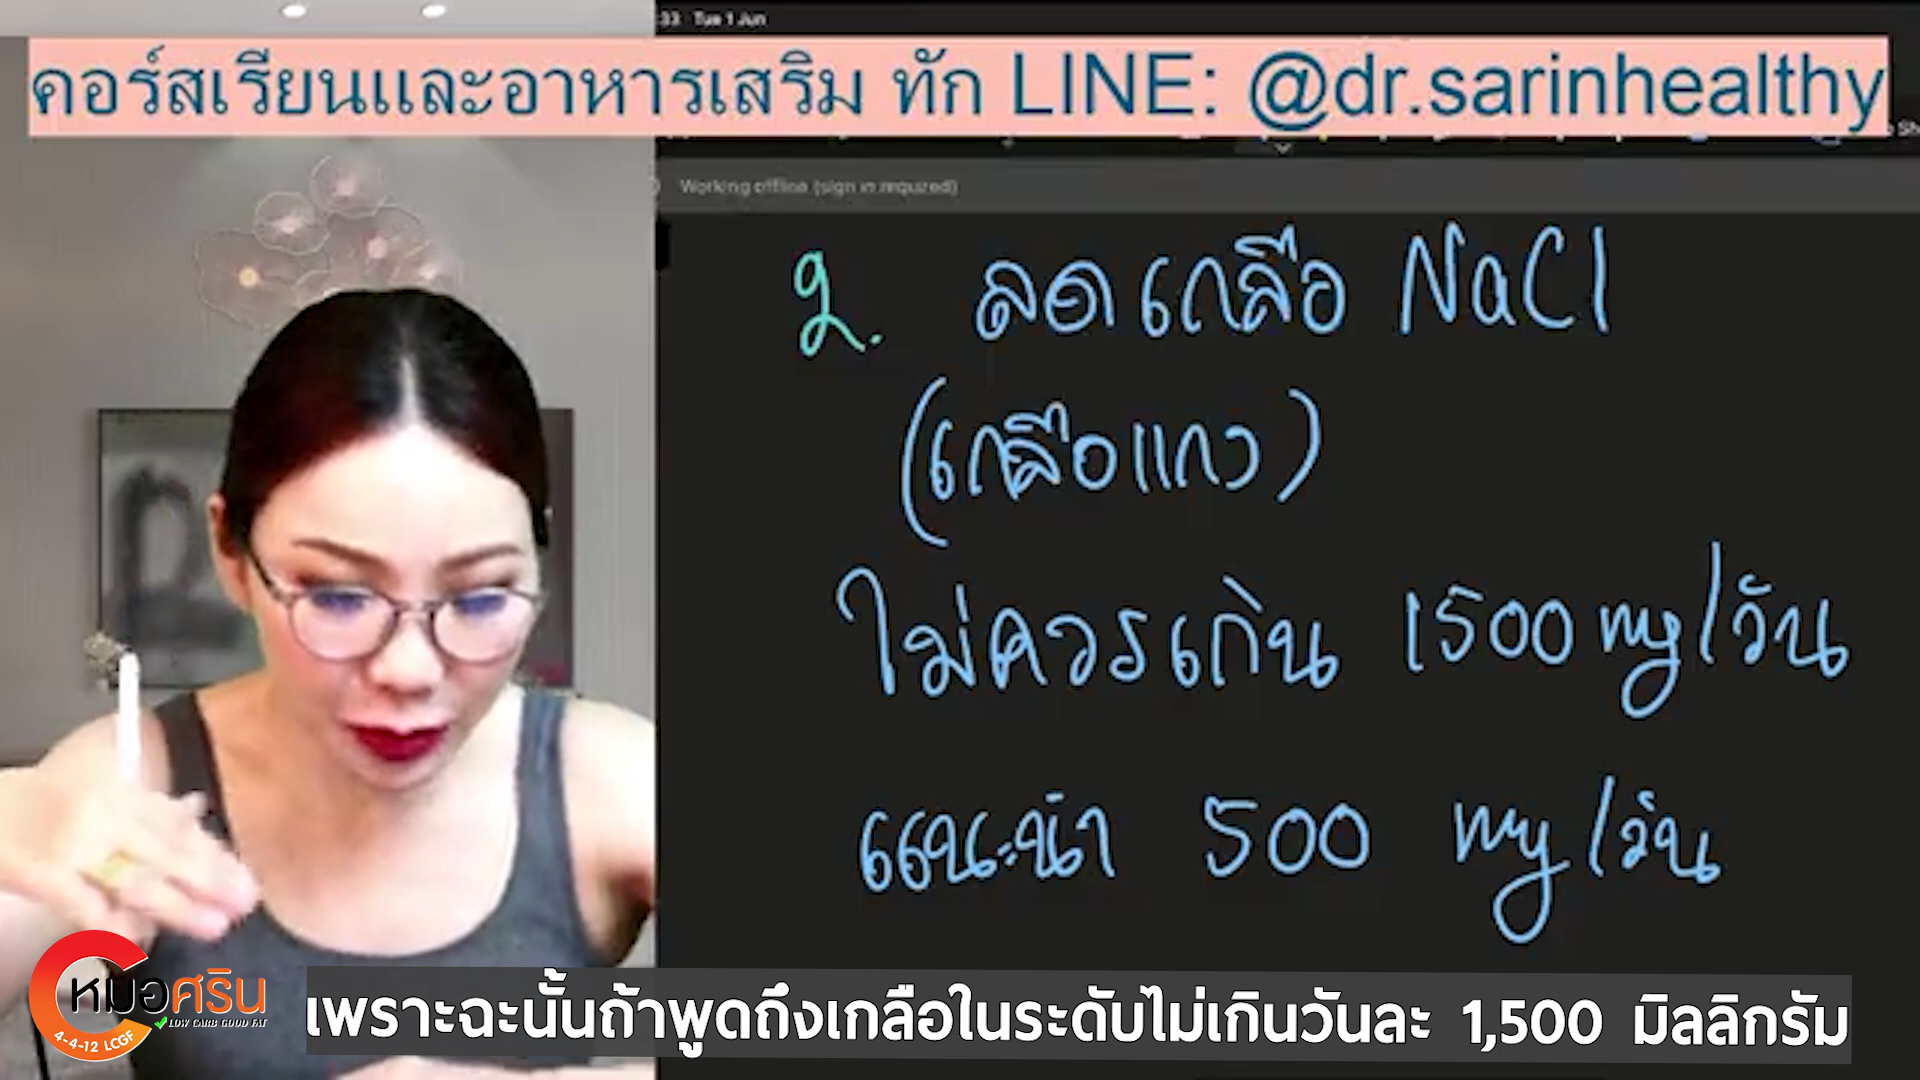 :33 Tue 1 Jun
คอร์สเรียนและอาหารเสริม ทัก LINE: @dr.sarinhealthy
Working offline (sign in required)
2. ลดเกลือ NaCl
(เกลือแกง)
ไม่ควรเกิน 1500 mg/วัน
แนะนำ 500 mg/วัน
หมอศริน
LOW CARB GOOD FAT
4-4-12 LCGF
เพราะฉะนั้นถ้าพูดถึงเกลือในระดับไม่เกินวันละ 1,500 มิลลิกรัม